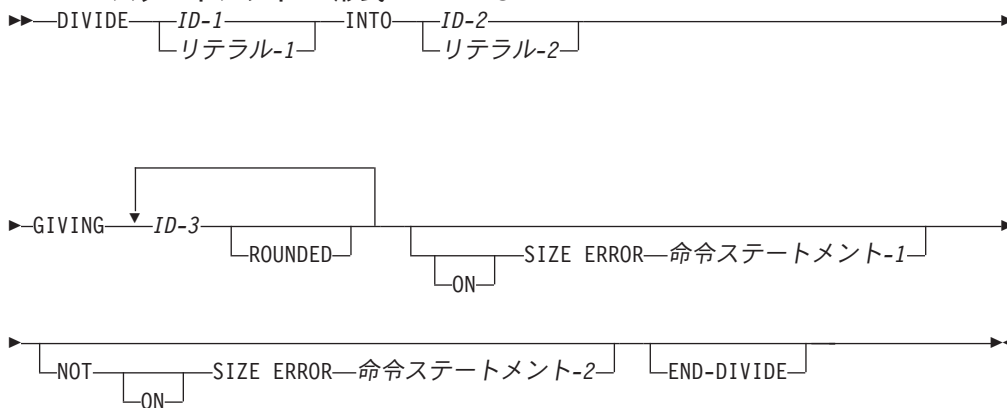 DIVIDE ID-1 INTO ID-2
リテラル-1 リテラル-2
GIVING ID-3
ROUNDED SIZE ERROR 命令ステートメント-1
ON
NOT SIZE ERROR 命令ステートメント-2 END-DIVIDE
ON